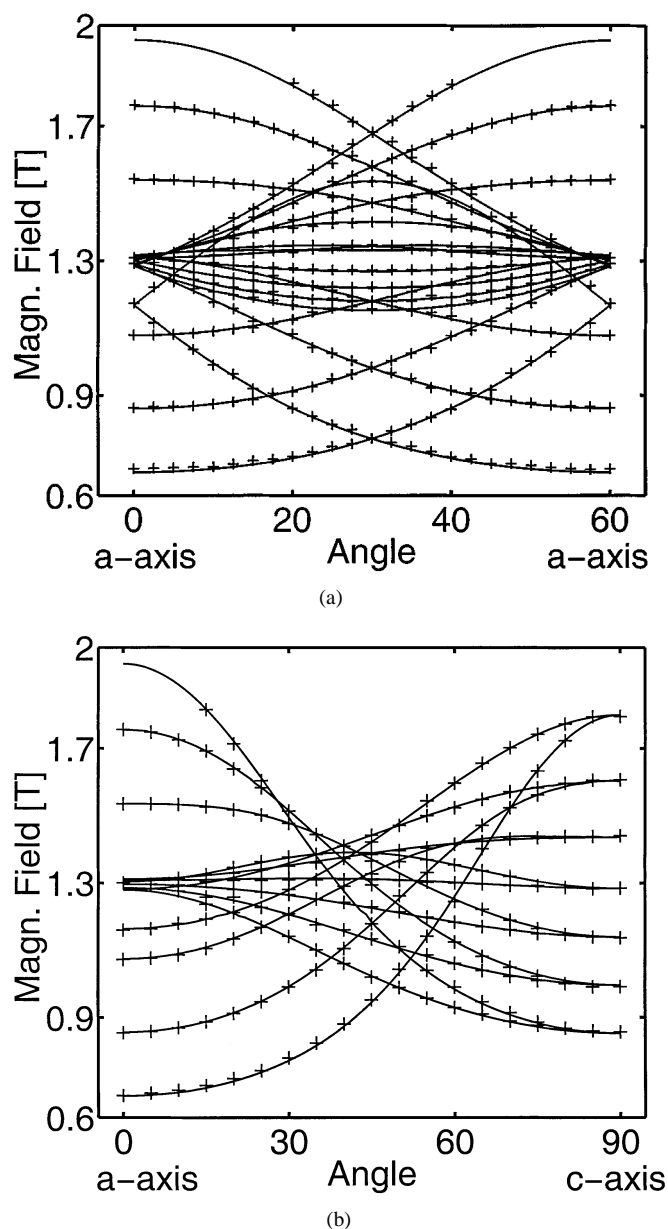 2
1.7
1.3
0.9
0.6
Magn. Field [T]
0 20 40 60
a-axis Angle a-axis
(a)
2
1.7
1.3
0.9
0.6
Magn. Field [T]
0 30 60 90
a-axis Angle c-axis
(b)